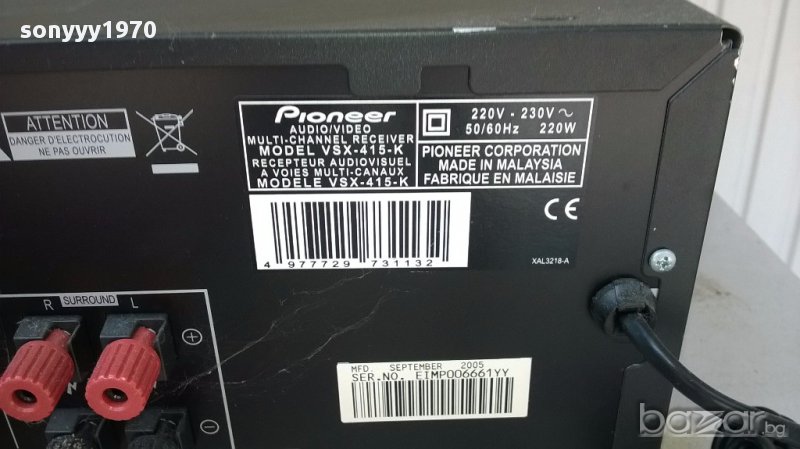 sonyyy1970
ATTENTION
DANGER D'ELECTROCUTION
NE PAS OUVRIR
Pioneer
AUDIO/VIDEO
MULTI-CHANNEL RECEIVER
MODEL VSX-415-K
RECEPTEUR AUDIOVISUEL
A VOIES MULTI-CANAUX
MODELE VSX-415-K
220V - 230V ~
50/60Hz 220W
PIONEER CORPORATION
MADE IN MALAYSIA
FABRIQUE EN MALAISIE
CE
4 977729 731132
XAL3218-A
R SURROUND L
MFD. SEPTEMBER 2005
SER.NO. EIMP006661YY
bazar.bg